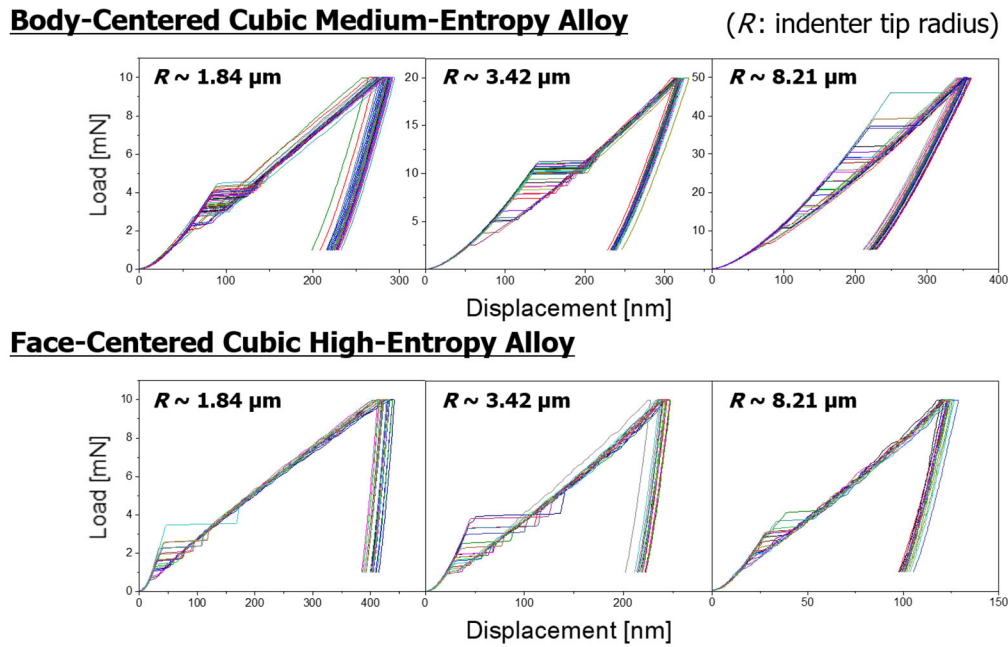 Body-Centered Cubic Medium-Entropy Alloy
(R: indenter tip radius)
R ~ 1.84 μm
R ~ 3.42 μm
R ~ 8.21 μm
Load [mN]
10
8
6
4
2
0
20
15
10
5
50
40
30
20
10
0 100 200 300
0 100 200 300
0 100 200 300 400
Displacement [nm]
Face-Centered Cubic High-Entropy Alloy
R ~ 1.84 μm
R ~ 3.42 μm
R ~ 8.21 μm
Load [mN]
10
8
6
4
2
0
0 100 200 300 400
0 100 200
0 50 100 150
Displacement [nm]